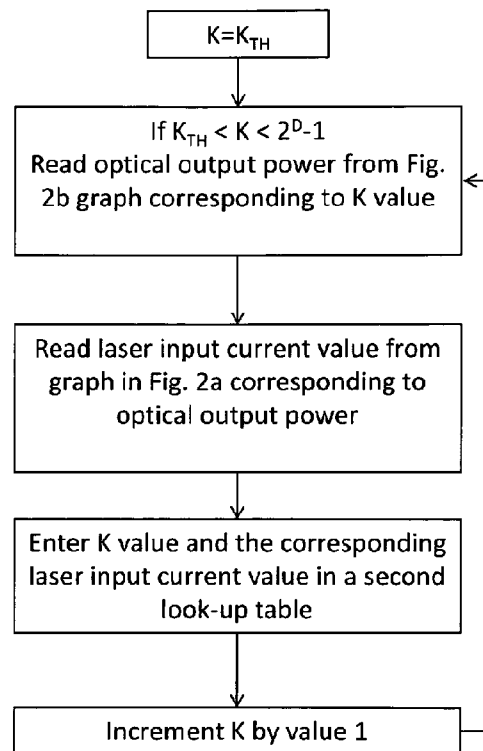 K=K_TH
If K_TH < K < 2^D-1
Read optical output power from Fig.
2b graph corresponding to K value
Read laser input current value from
graph in Fig. 2a corresponding to
optical output power
Enter K value and the corresponding
laser input current value in a second
look-up table
Increment K by value 1